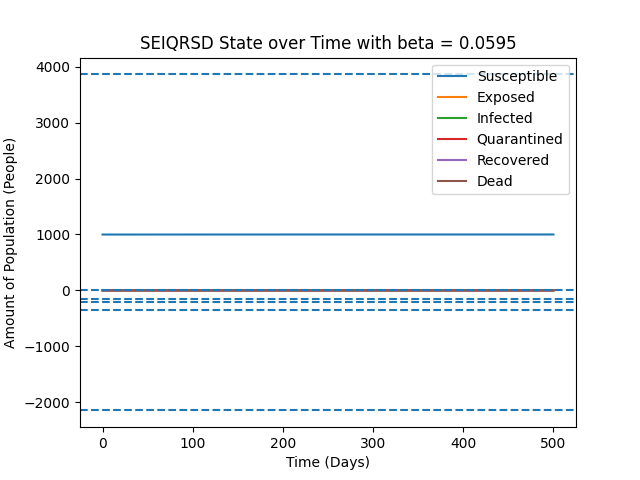 SEIQRSD State over Time with beta = 0.0595
Amount of Population (People)
4000
3000
2000
1000
0
−1000
−2000
Susceptible
Exposed
Infected
Quarantined
Recovered
Dead
0 100 200 300 400 500
Time (Days)